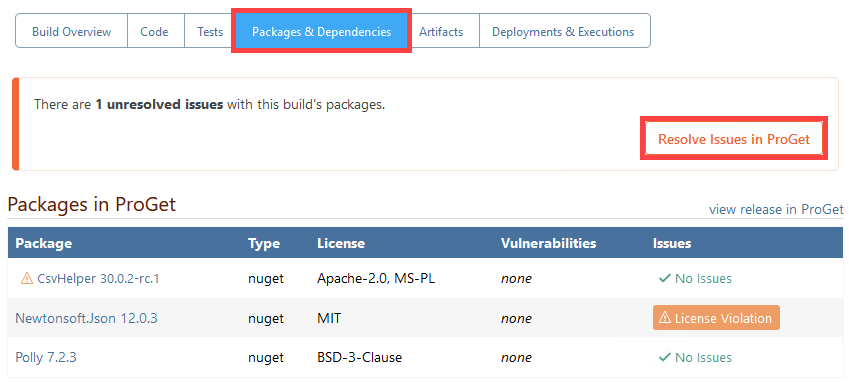 Build Overview Code Tests Packages & Dependencies Artifacts Deployments & Executions
There are 1 unresolved issues with this build's packages.
Resolve Issues in ProGet
Packages in ProGet
view release in ProGet
Package Type License Vulnerabilities Issues
CsvHelper 30.0.2-rc.1 nuget Apache-2.0, MS-PL none No Issues
Newtonsoft.Json 12.0.3 nuget MIT none License Violation
Polly 7.2.3 nuget BSD-3-Clause none No Issues